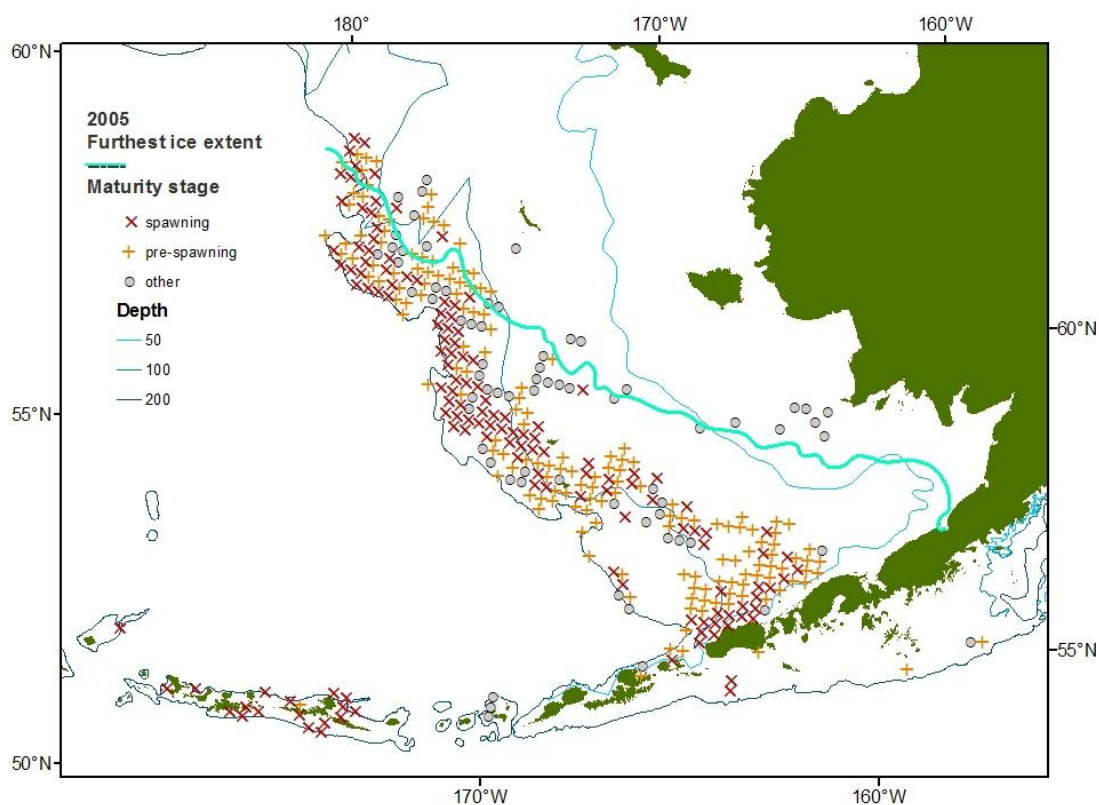 180° 170°W 160°W
60°N
2005
Furthest ice extent
Maturity stage
spawning
pre-spawning
other
Depth
50
100
200
60°N
55°N
55°N
50°N
170°W 160°W